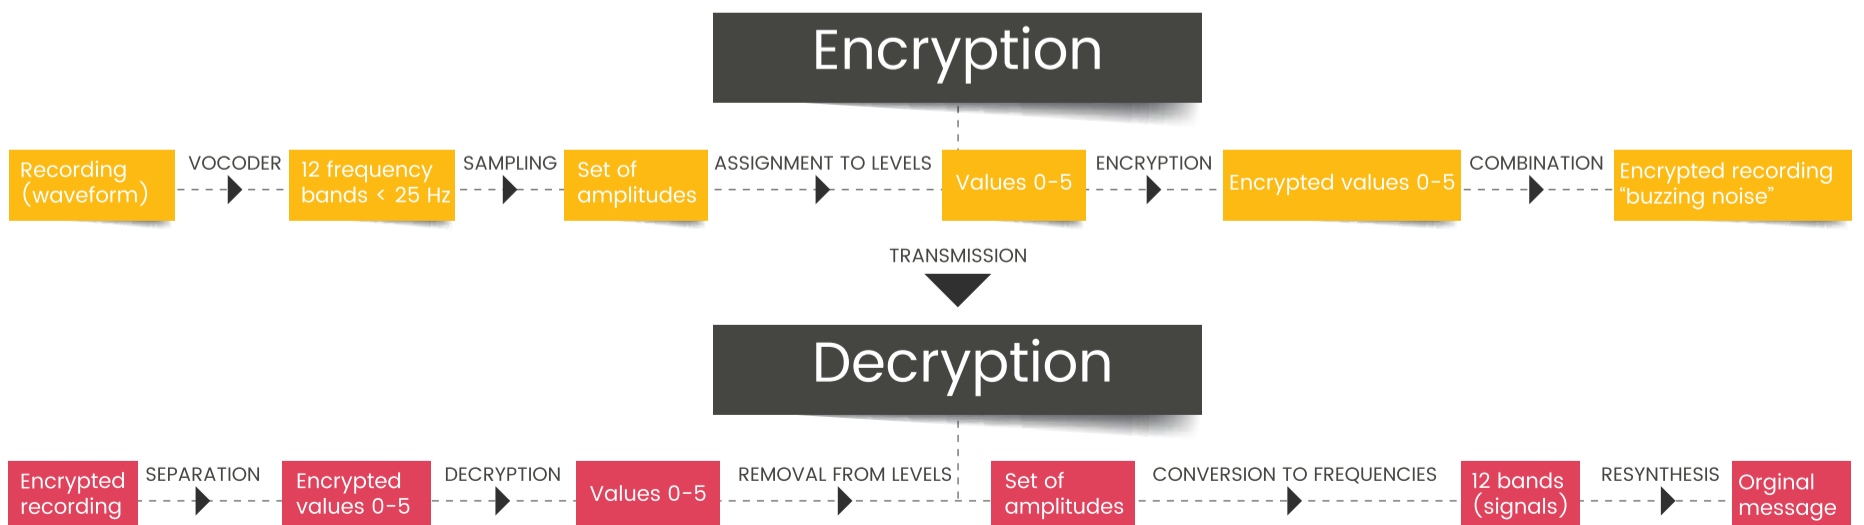 Encryption
Recording
(waveform)
VOCODER
12 frequency
bands < 25 Hz
SAMPLING
Set of
amplitudes
ASSIGNMENT TO LEVELS
Values 0-5
ENCRYPTION
Encrypted values 0-5
COMBINATION
Encrypted recording
“buzzing noise”
TRANSMISSION
Decryption
Encrypted
recording
SEPARATION
Encrypted
values 0-5
DECRYPTION
Values 0-5
REMOVAL FROM LEVELS
Set of
amplitudes
CONVERSION TO FREQUENCIES
12 bands
(signals)
RESYNTHESIS
Orginal
message